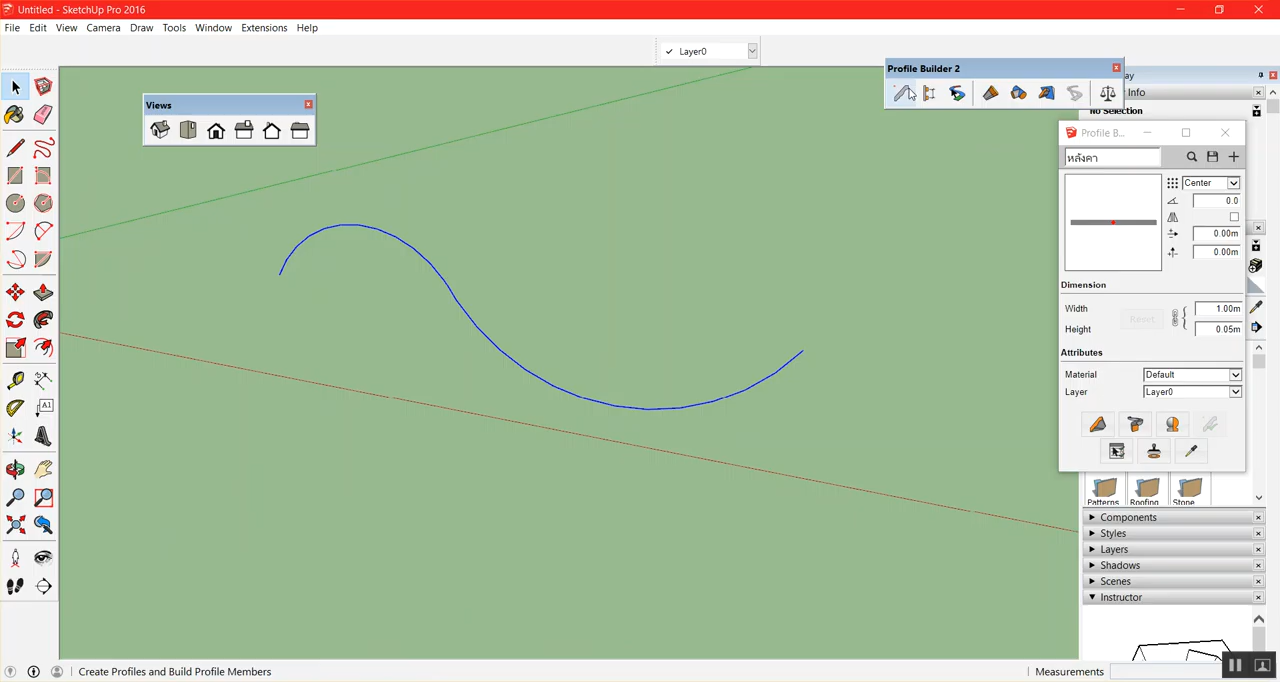 Untitled - SketchUp Pro 2016
File Edit View Camera Draw Tools Window Extensions Help
Layer0
Profile Builder 2
Views
ay
Info
No Selection
Profile B...
หลังคา
Center
0.0
0.00m
0.00m
Dimension
Width 1.00m
Reset
Height 0.05m
Attributes
Material Default
Layer Layer0
A1
Patterns Roofing Stone
Components
Styles
Layers
Shadows
Scenes
Instructor
Create Profiles and Build Profile Members
Measurements